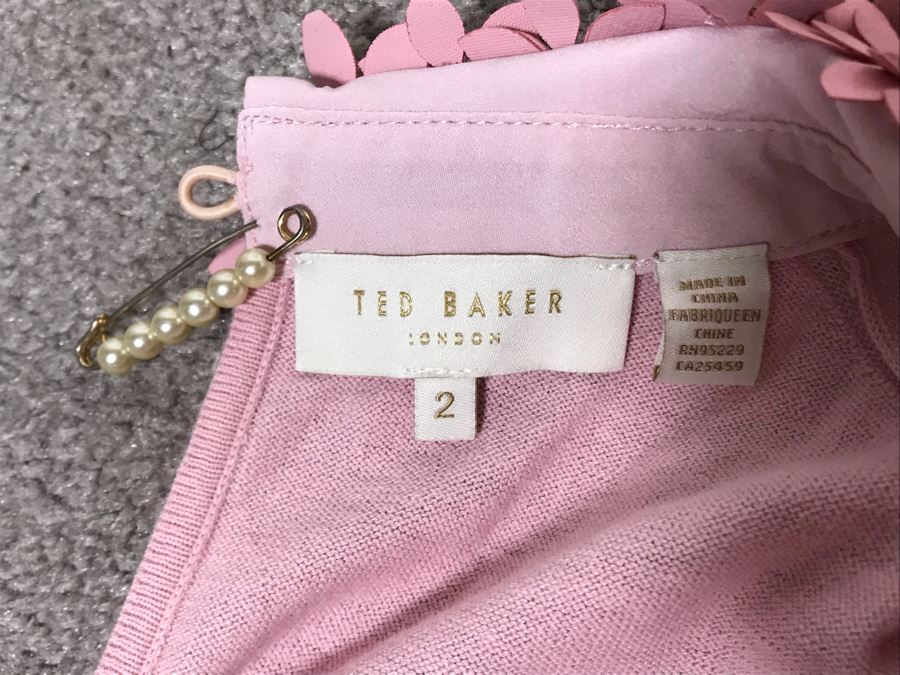 TED BAKER
LONDON
2
MADE IN
CHINA
FABRIQUEEN
CHINE
RN95229
CA25459